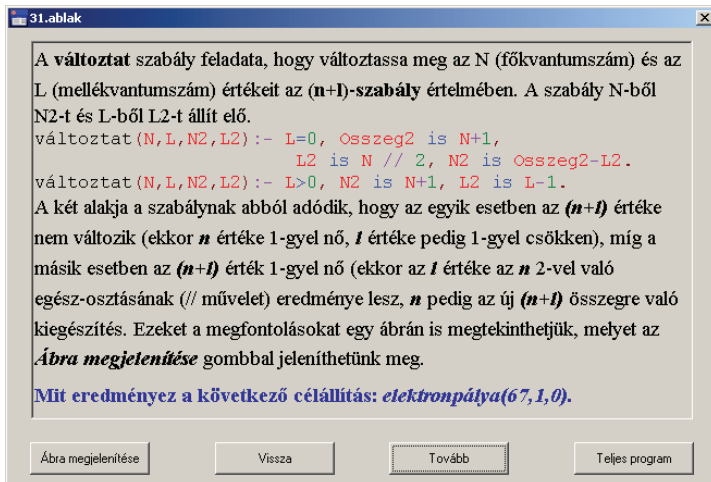 31.ablak
A változtat szabály feladata, hogy változtassa meg az N (főkvantumszám) és az
L (mellékvantumszám) értékeit az (n+l)-szabály értelmében. A szabály N-ből
N2-t és L-ből L2-t állít elő.
változtat(N,L,N2,L2):- L=0, Osszeg2 is N+1,
L2 is N // 2, N2 is Osszeg2-L2.
változtat(N,L,N2,L2):- L>0, N2 is N+1, L2 is L-1.
A két alakja a szabálynak abból adódik, hogy az egyik esetben az (n+l) értéke
nem változik (ekkor n értéke 1-gyel nő, l értéke pedig 1-gyel csökken), míg a
másik esetben az (n+l) érték 1-gyel nő (ekkor az l értéke az n 2-vel való
egész-osztásának (// művelet) eredménye lesz, n pedig az új (n+l) összegre való
kiegészítés. Ezeket a megfontolásokat egy ábrán is megtekinthetjük, melyet az
Ábra megjelenítése gombbal jeleníthetünk meg.
Mit eredményez a következő célállítás: elektronpálya(67,1,0).
Ábra megjelenítése
Vissza
Tovább
Teljes program